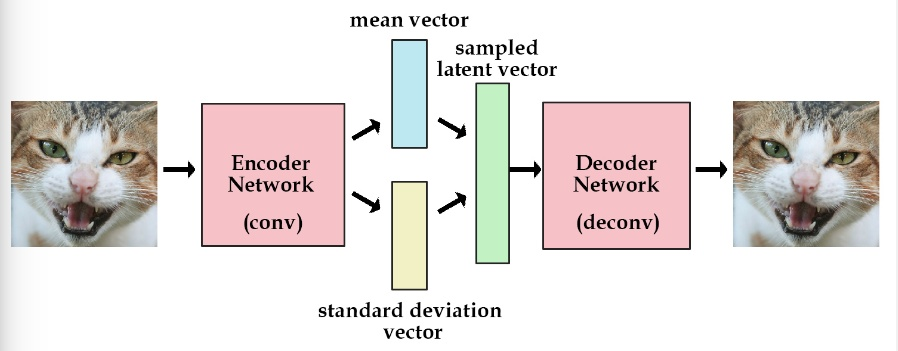 mean vector
sampled
latent vector
Encoder
Network
(conv)
Decoder
Network
(deconv)
standard deviation
vector